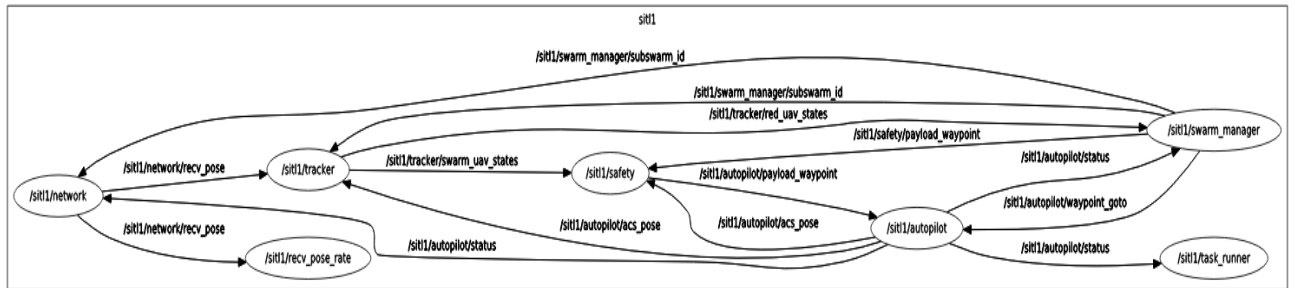 sitl1
/sitl1/swarm_manager/subswarm_id
/sitl1/swarm_manager/subswarm_id
/sitl1/tracker/red_uav_states
/sitl1/safety/payload_waypoint
/sitl1/swarm_manager
/sitl1/network/recv_pose
/sitl1/tracker
/sitl1/tracker/swarm_uav_states
/sitl1/safety
/sitl1/autopilot/payload_waypoint
/sitl1/autopilot/status
/sitl1/network
/sitl1/autopilot/waypoint_goto
/sitl1/network/recv_pose
/sitl1/autopilot/acs_pose
/sitl1/autopilot/acs_pose
/sitl1/autopilot
/sitl1/autopilot/status
/sitl1/autopilot/status
/sitl1/recv_pose_rate
/sitl1/task_runner